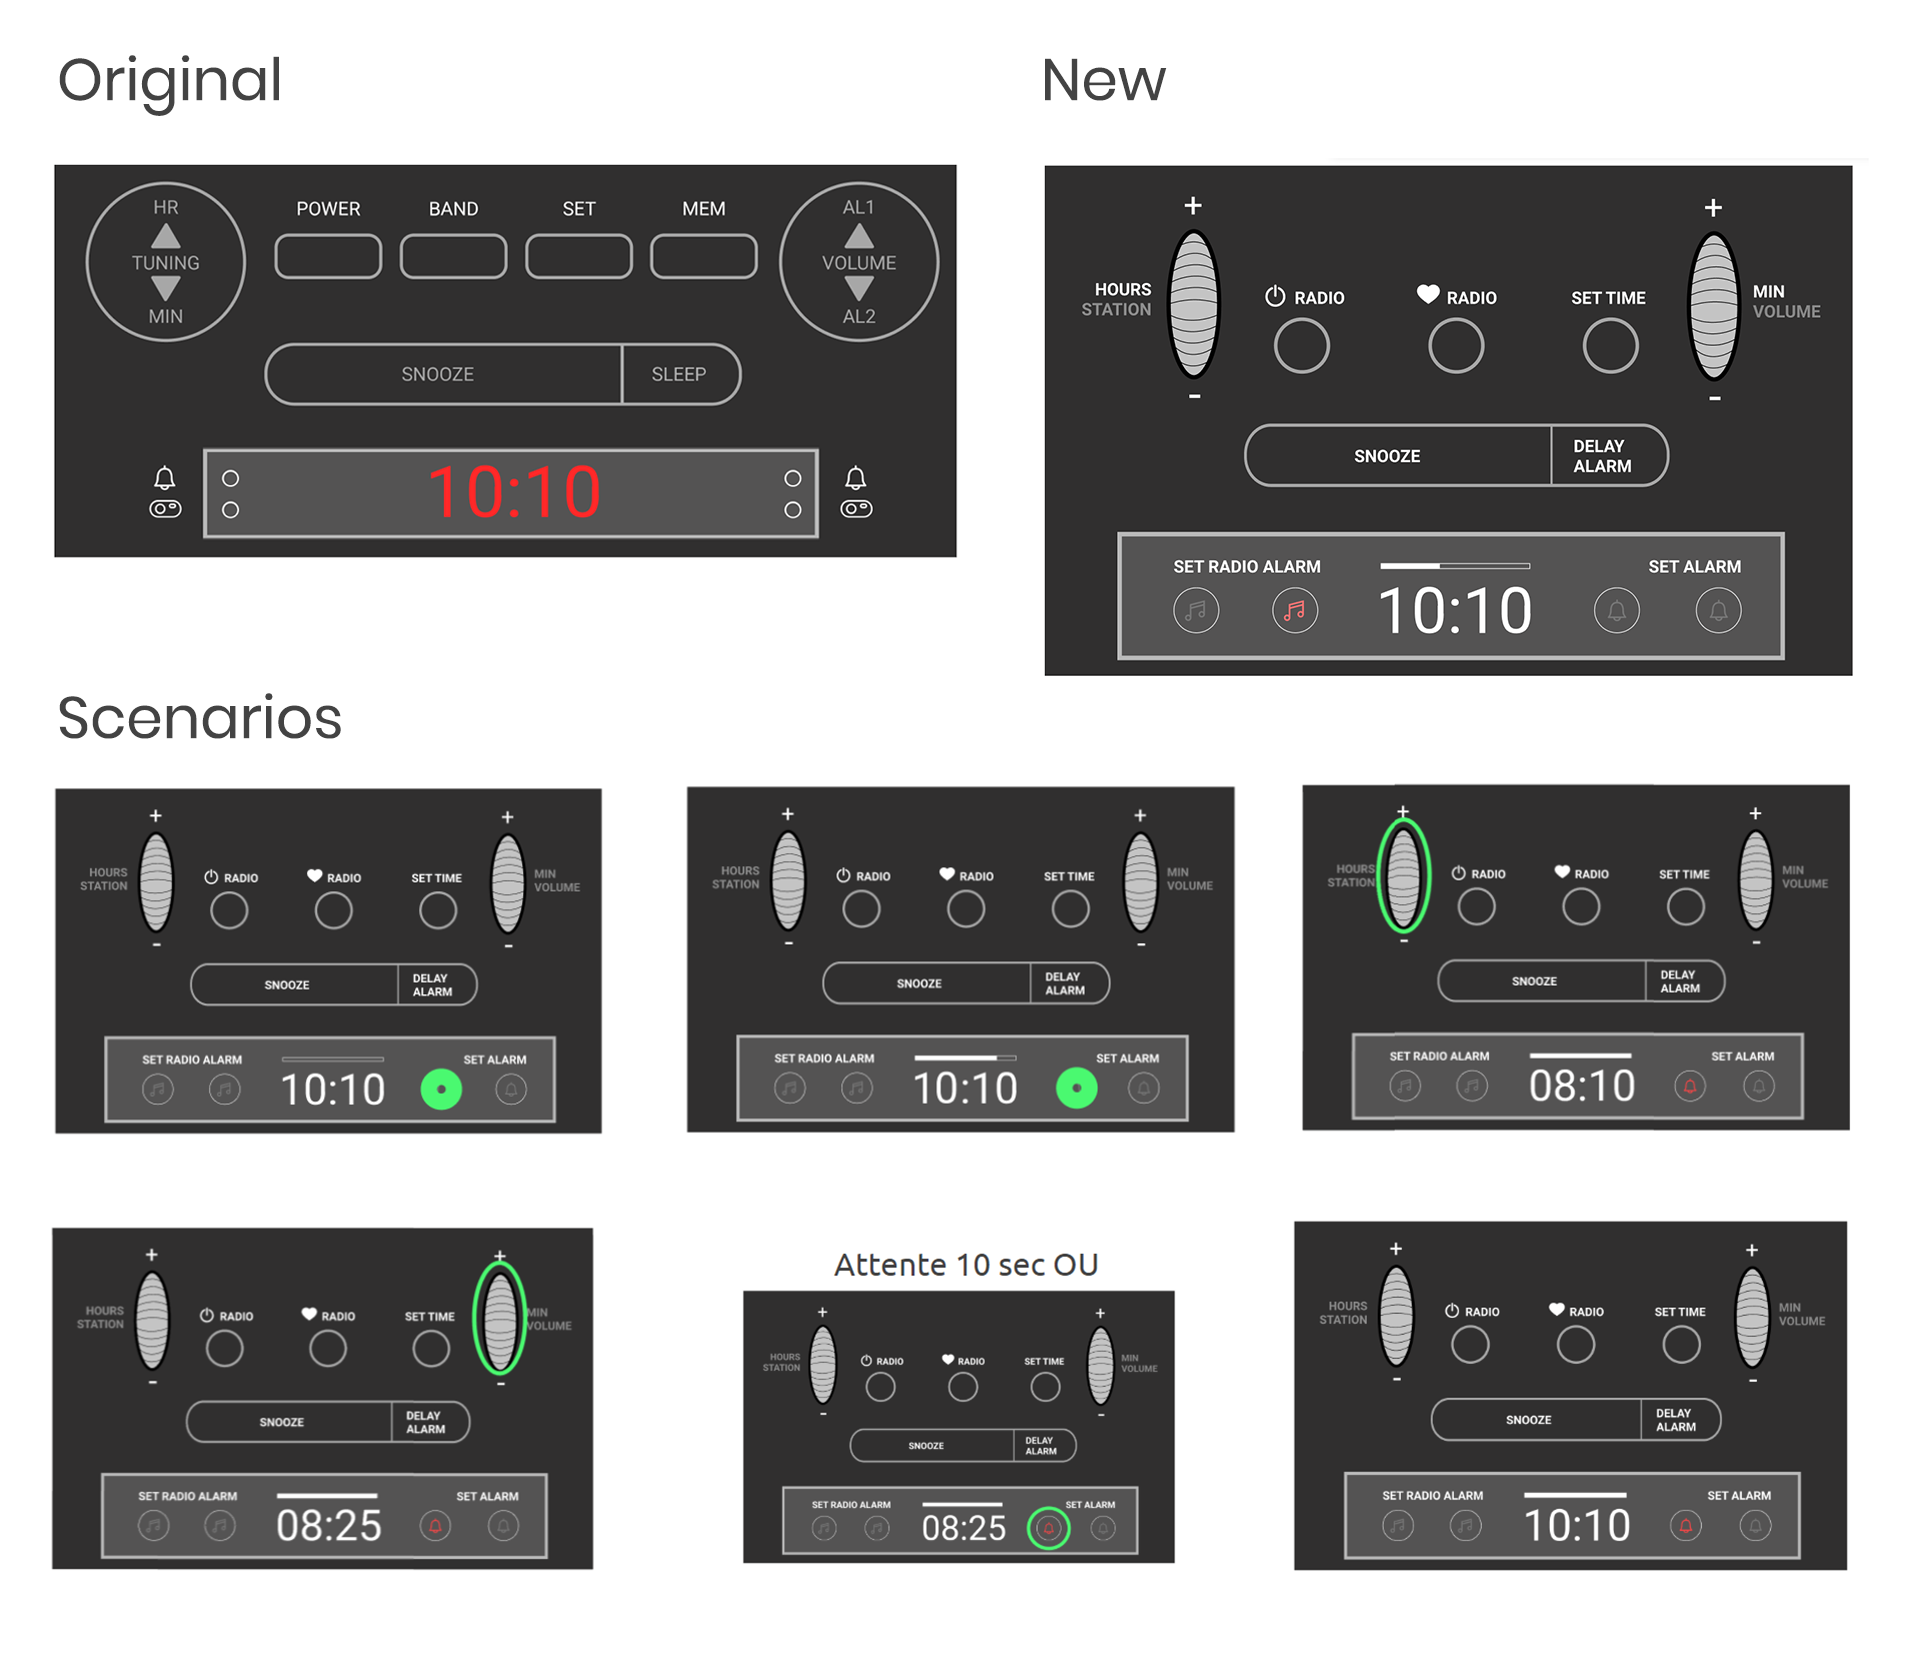 Original
New
HR
TUNING
MIN
POWER
BAND
SET
MEM
AL1
VOLUME
AL2
SNOOZE
SLEEP
10:10
+
+
HOURS
STATION
RADIO
RADIO
SET TIME
MIN
VOLUME
-
-
SNOOZE
DELAY
ALARM
SET RADIO ALARM
SET ALARM
10:10
Scenarios
+
+
HOURS
STATION
RADIO
RADIO
SET TIME
MIN
VOLUME
-
-
SNOOZE
DELAY
ALARM
SET RADIO ALARM
SET ALARM
10:10
+
+
HOURS
STATION
RADIO
RADIO
SET TIME
MIN
VOLUME
-
-
SNOOZE
DELAY
ALARM
SET RADIO ALARM
SET ALARM
10:10
+
+
HOURS
STATION
RADIO
RADIO
SET TIME
MIN
VOLUME
-
-
SNOOZE
DELAY
ALARM
SET RADIO ALARM
SET ALARM
08:10
+
+
HOURS
STATION
RADIO
RADIO
SET TIME
MIN
VOLUME
-
-
SNOOZE
DELAY
ALARM
SET RADIO ALARM
SET ALARM
08:25
Attente 10 sec OU
+
+
HOURS
STATION
RADIO
RADIO
SET TIME
MIN
VOLUME
-
-
SNOOZE
DELAY
ALARM
SET RADIO ALARM
SET ALARM
08:25
+
+
HOURS
STATION
RADIO
RADIO
SET TIME
MIN
VOLUME
-
-
SNOOZE
DELAY
ALARM
SET RADIO ALARM
SET ALARM
10:10